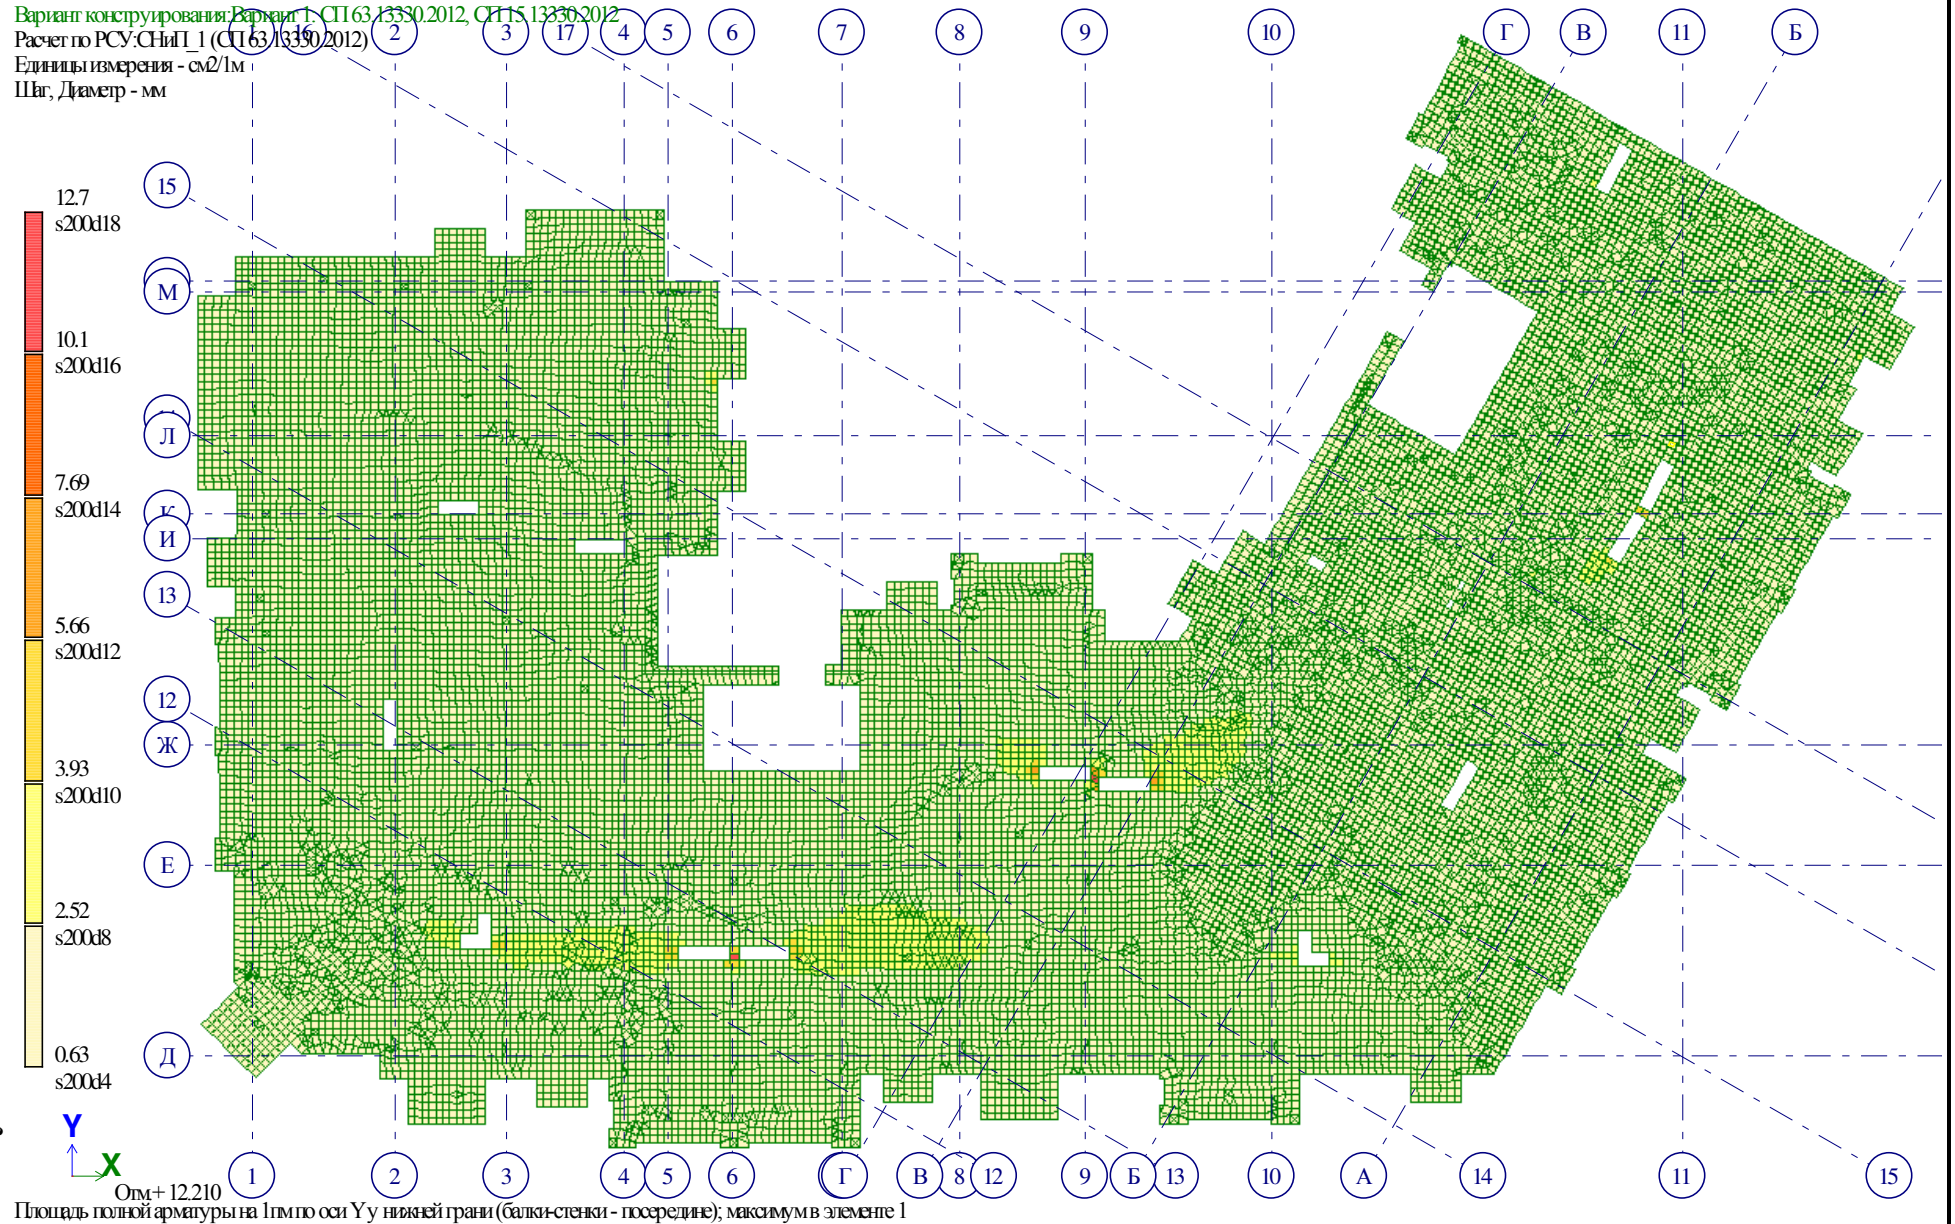 Вариант конструирования:Вариант 1: СП 63.13330.2012, СП 15.13330.2012
Расчет по РСУ:СНиП_1 (СП 63.13330.2012)
Единицы измерения - см2/1м
Шаг, Диаметр - мм
1 16 2 3 17 4 5 6 7 8 9 10 Г В 11 Б
15
М
Л
К
И
13
12
Ж
Е
Д
12.7
s200d18
10.1
s200d16
7.69
s200d14
5.66
s200d12
3.93
s200d10
2.52
s200d8
0.63
s200d4
Y
X
1 2 3 4 5 6 Г В 8 12 9 Б 13 10 А 14 11 15
Отм.+ 12.210
Площадь полной арматуры на 1пм по оси Y у нижней грани (балки-стенки - посередине); максимум в элементе 1